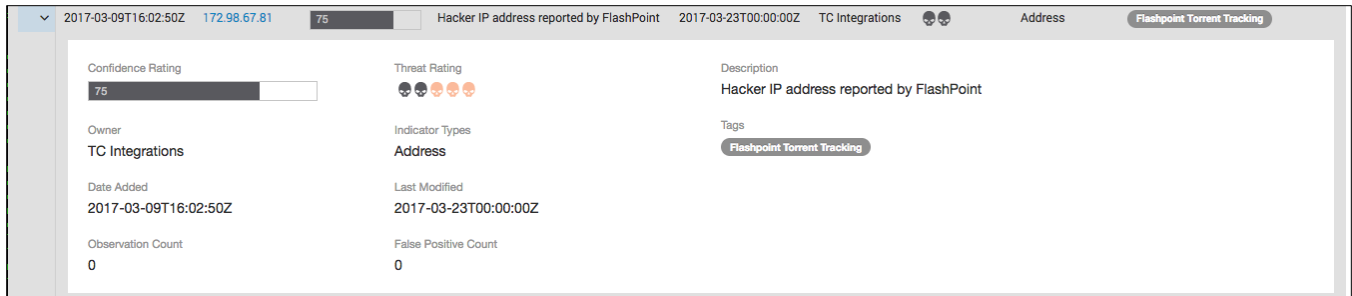 2017-03-09T16:02:50Z 172.98.67.81 75 Hacker IP address reported by FlashPoint 2017-03-23T00:00:00Z TC Integrations Address Flashpoint Torrent Tracking
Confidence Rating Threat Rating Description
75 Hacker IP address reported by FlashPoint
Owner Indicator Types Tags
TC Integrations Address Flashpoint Torrent Tracking
Date Added Last Modified
2017-03-09T16:02:50Z 2017-03-23T00:00:00Z
Observation Count False Positive Count
0 0